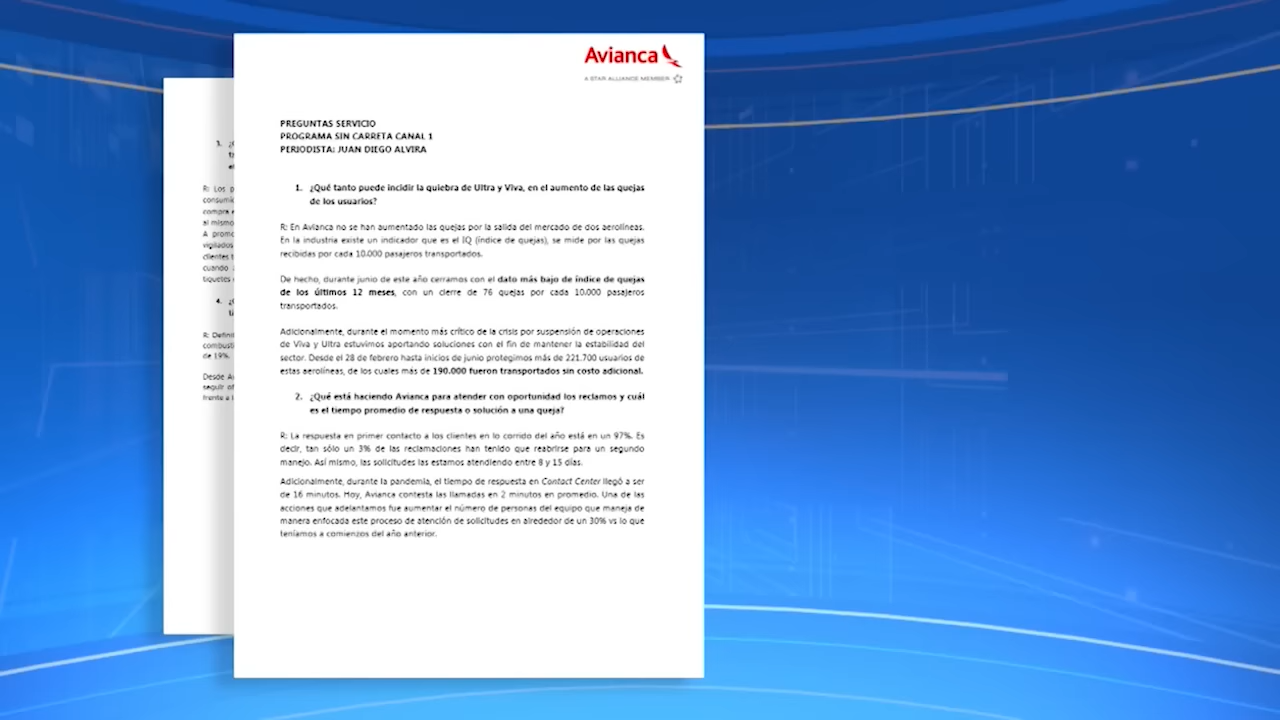 Avianca
A STAR ALLIANCE MEMBER
PREGUNTAS SERVICIO
PROGRAMA SIN CARRETA CANAL 1
PERIODISTA: JUAN DIEGO ALVIRA
1. ¿Qué tanto puede incidir la quiebra de Ultra y Viva, en el aumento de las quejas
de los usuarios?
R: En Avianca no se han aumentado las quejas por la salida del mercado de dos aerolíneas.
En la industria existe un indicador que es el IQ (índice de quejas), se mide por las quejas
recibidas por cada 10.000 pasajeros transportados.
De hecho, durante junio de este año cerramos con el dato más bajo de índice de quejas
de los últimos 12 meses, con un cierre de 76 quejas por cada 10.000 pasajeros
transportados.
Adicionalmente, durante el momento más crítico de la crisis por suspensión de operaciones
de Viva y Ultra estuvimos aportando soluciones con el fin de mantener la estabilidad del
sector. Desde el 28 de febrero hasta inicios de junio protegimos más de 221.700 usuarios de
estas aerolíneas, de los cuales más de 190.000 fueron transportados sin costo adicional.
2. ¿Qué está haciendo Avianca para atender con oportunidad los reclamos y cuál
es el tiempo promedio de respuesta o solución a una queja?
R: La respuesta en primer contacto a los clientes en lo corrido del año está en un 97%. Es
decir, tan sólo un 3% de las reclamaciones han tenido que reabrirse para un segundo
manejo. Así mismo, las solicitudes las estamos atendiendo entre 8 y 15 días.
Adicionalmente, durante la pandemia, el tiempo de respuesta en Contact Center llegó a ser
de 16 minutos. Hoy, Avianca contesta las llamadas en 2 minutos en promedio. Una de las
acciones que adelantamos fue aumentar el número de personas del equipo que maneja de
manera enfocada este proceso de atención de solicitudes en alrededor de un 30% vs lo que
teníamos a comienzos del año anterior.
3.
R: Los
compra
al mismo
A
vigilados
clientes
cuando
tiquetes
4.
R:
de 19%.
Desde
seguir
frente a